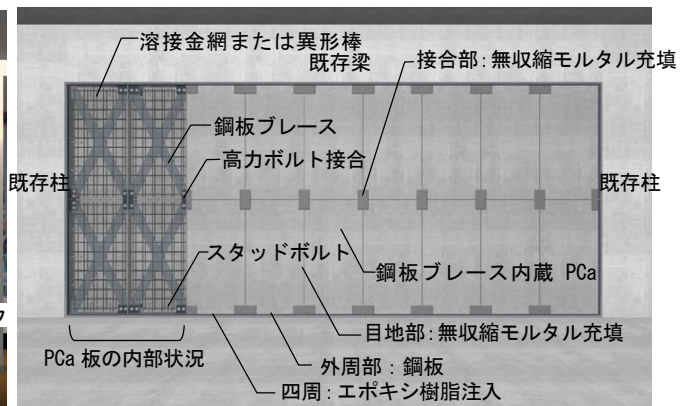 溶接金網または異形棒
既存梁
接合部:無収縮モルタル充填
鋼板ブレース
高力ボルト接合
既存柱
既存柱
スタッドボルト
鋼板ブレース内蔵 PCa
目地部:無収縮モルタル充填
PCa 板の内部状況
外周部:鋼板
四周:エポキシ樹脂注入